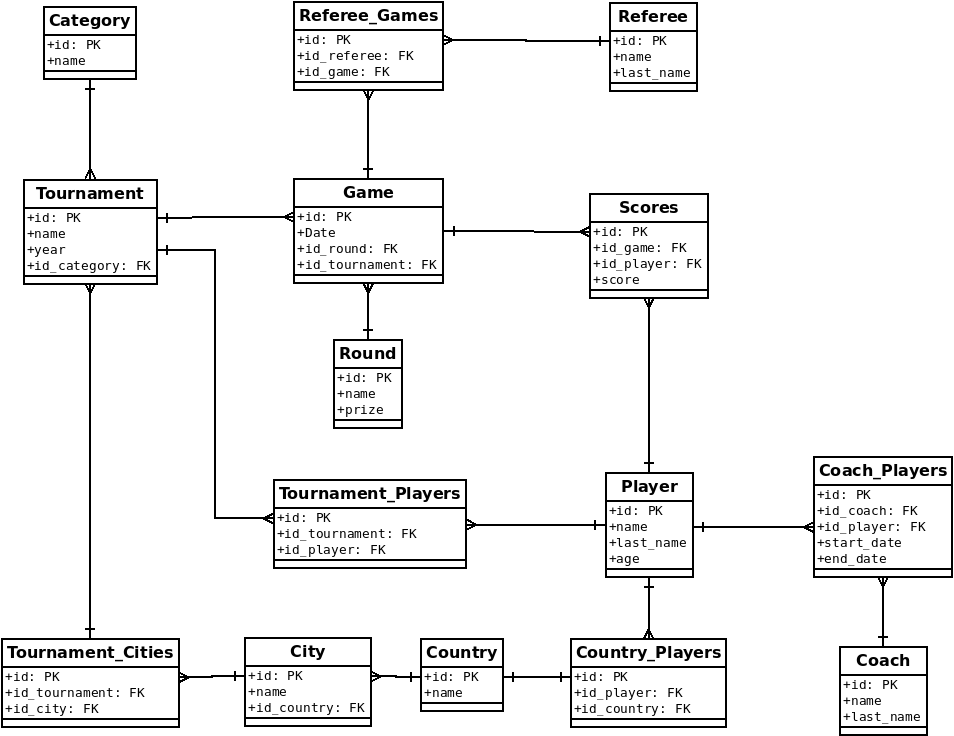 Category
+id: PK
+name
Referee_Games
+id: PK
+id_referee: FK
+id_game: FK
Referee
+id: PK
+name
+last_name
Tournament
+id: PK
+name
+year
+id_category: FK
Game
+id: PK
+Date
+id_round: FK
+id_tournament: FK
Scores
+id: PK
+id_game: FK
+id_player: FK
+score
Round
+id: PK
+name
+prize
Tournament_Players
+id: PK
+id_tournament: FK
+id_player: FK
Player
+id: PK
+name
+last_name
+age
Coach_Players
+id: PK
+id_coach: FK
+id_player: FK
+start_date
+end_date
Tournament_Cities
+id: PK
+id_tournament: FK
+id_city: FK
City
+id: PK
+name
+id_country: FK
Country
+id: PK
+name
Country_Players
+id: PK
+id_player: FK
+id_country: FK
Coach
+id: PK
+name
+last_name